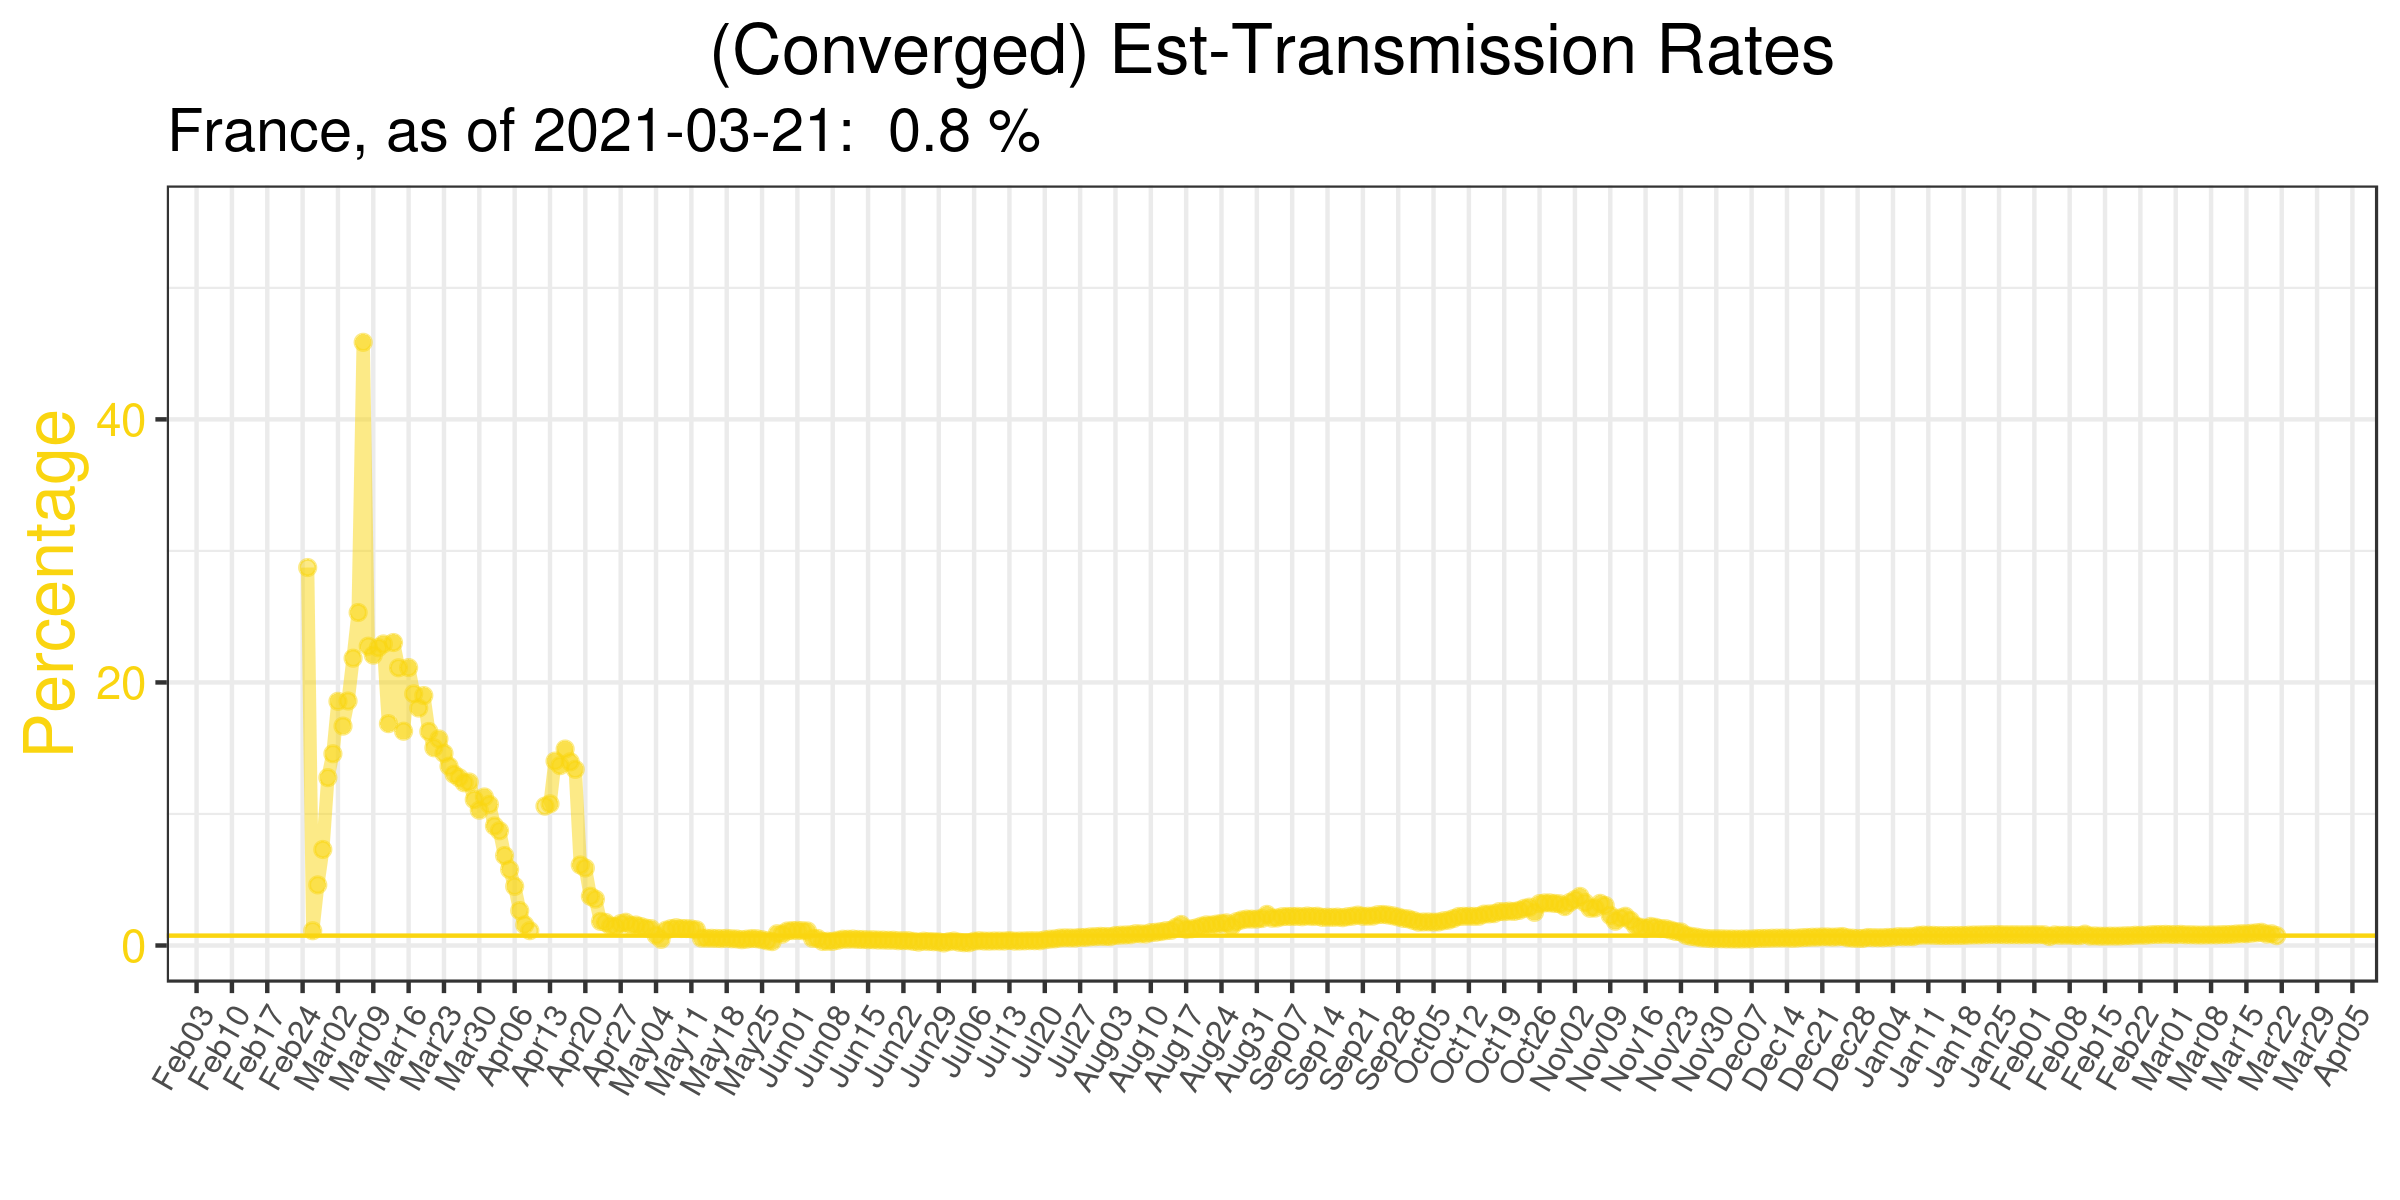 (Converged) Est-Transmission Rates
France, as of 2021-03-21:  0.8 %
Percentage
40
20
0
Feb03
Feb10
Feb17
Feb24
Mar02
Mar09
Mar16
Mar23
Mar30
Apr06
Apr13
Apr20
Apr27
May04
May11
May18
May25
Jun01
Jun08
Jun15
Jun22
Jun29
Jul06
Jul13
Jul20
Jul27
Aug03
Aug10
Aug17
Aug24
Aug31
Sep07
Sep14
Sep21
Sep28
Oct05
Oct12
Oct19
Oct26
Nov02
Nov09
Nov16
Nov23
Nov30
Dec07
Dec14
Dec21
Dec28
Jan04
Jan11
Jan18
Jan25
Feb01
Feb08
Feb15
Feb22
Mar01
Mar08
Mar15
Mar22
Mar29
Apr05